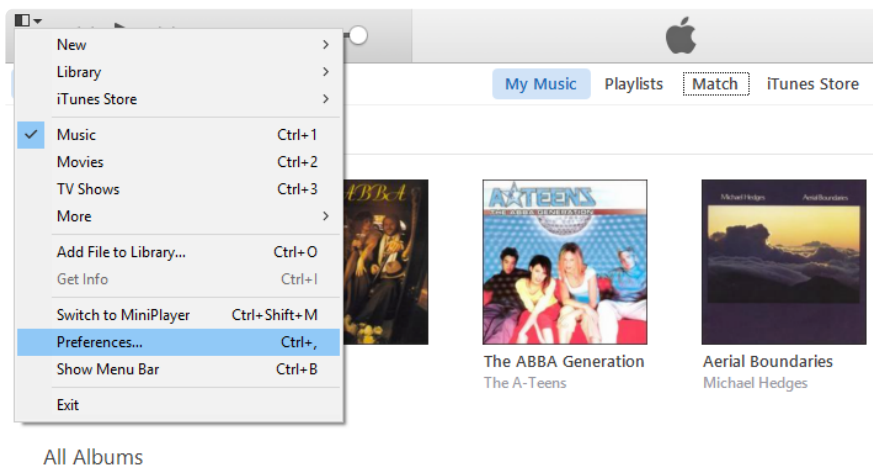 New
Library
iTunes Store
Music Ctrl+1
Movies Ctrl+2
TV Shows Ctrl+3
More
Add File to Library... Ctrl+O
Get Info Ctrl+I
Switch to MiniPlayer Ctrl+Shift+M
Preferences... Ctrl+,
Show Menu Bar Ctrl+B
Exit
My Music Playlists Match iTunes Store
ABBA
A★TEENS
THE ABBA GENERATION
Michael Hedges Aerial Boundaries
The ABBA Generation
The A-Teens
Aerial Boundaries
Michael Hedges
All Albums